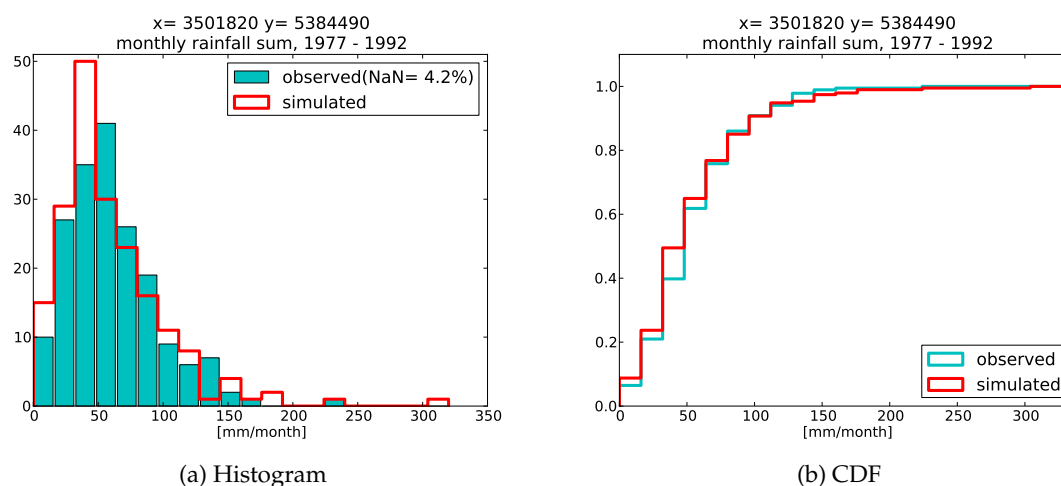 x= 3501820 y= 5384490
monthly rainfall sum, 1977 - 1992
50
40
30
20
10
0
0 50 100 150 200 250 300 350
[mm/month]
observed(NaN= 4.2%)
simulated
(a) Histogram
x= 3501820 y= 5384490
monthly rainfall sum, 1977 - 1992
1.0
0.8
0.6
0.4
0.2
0.0
0 50 100 150 200 250 300
[mm/month]
observed
simulated
(b) CDF